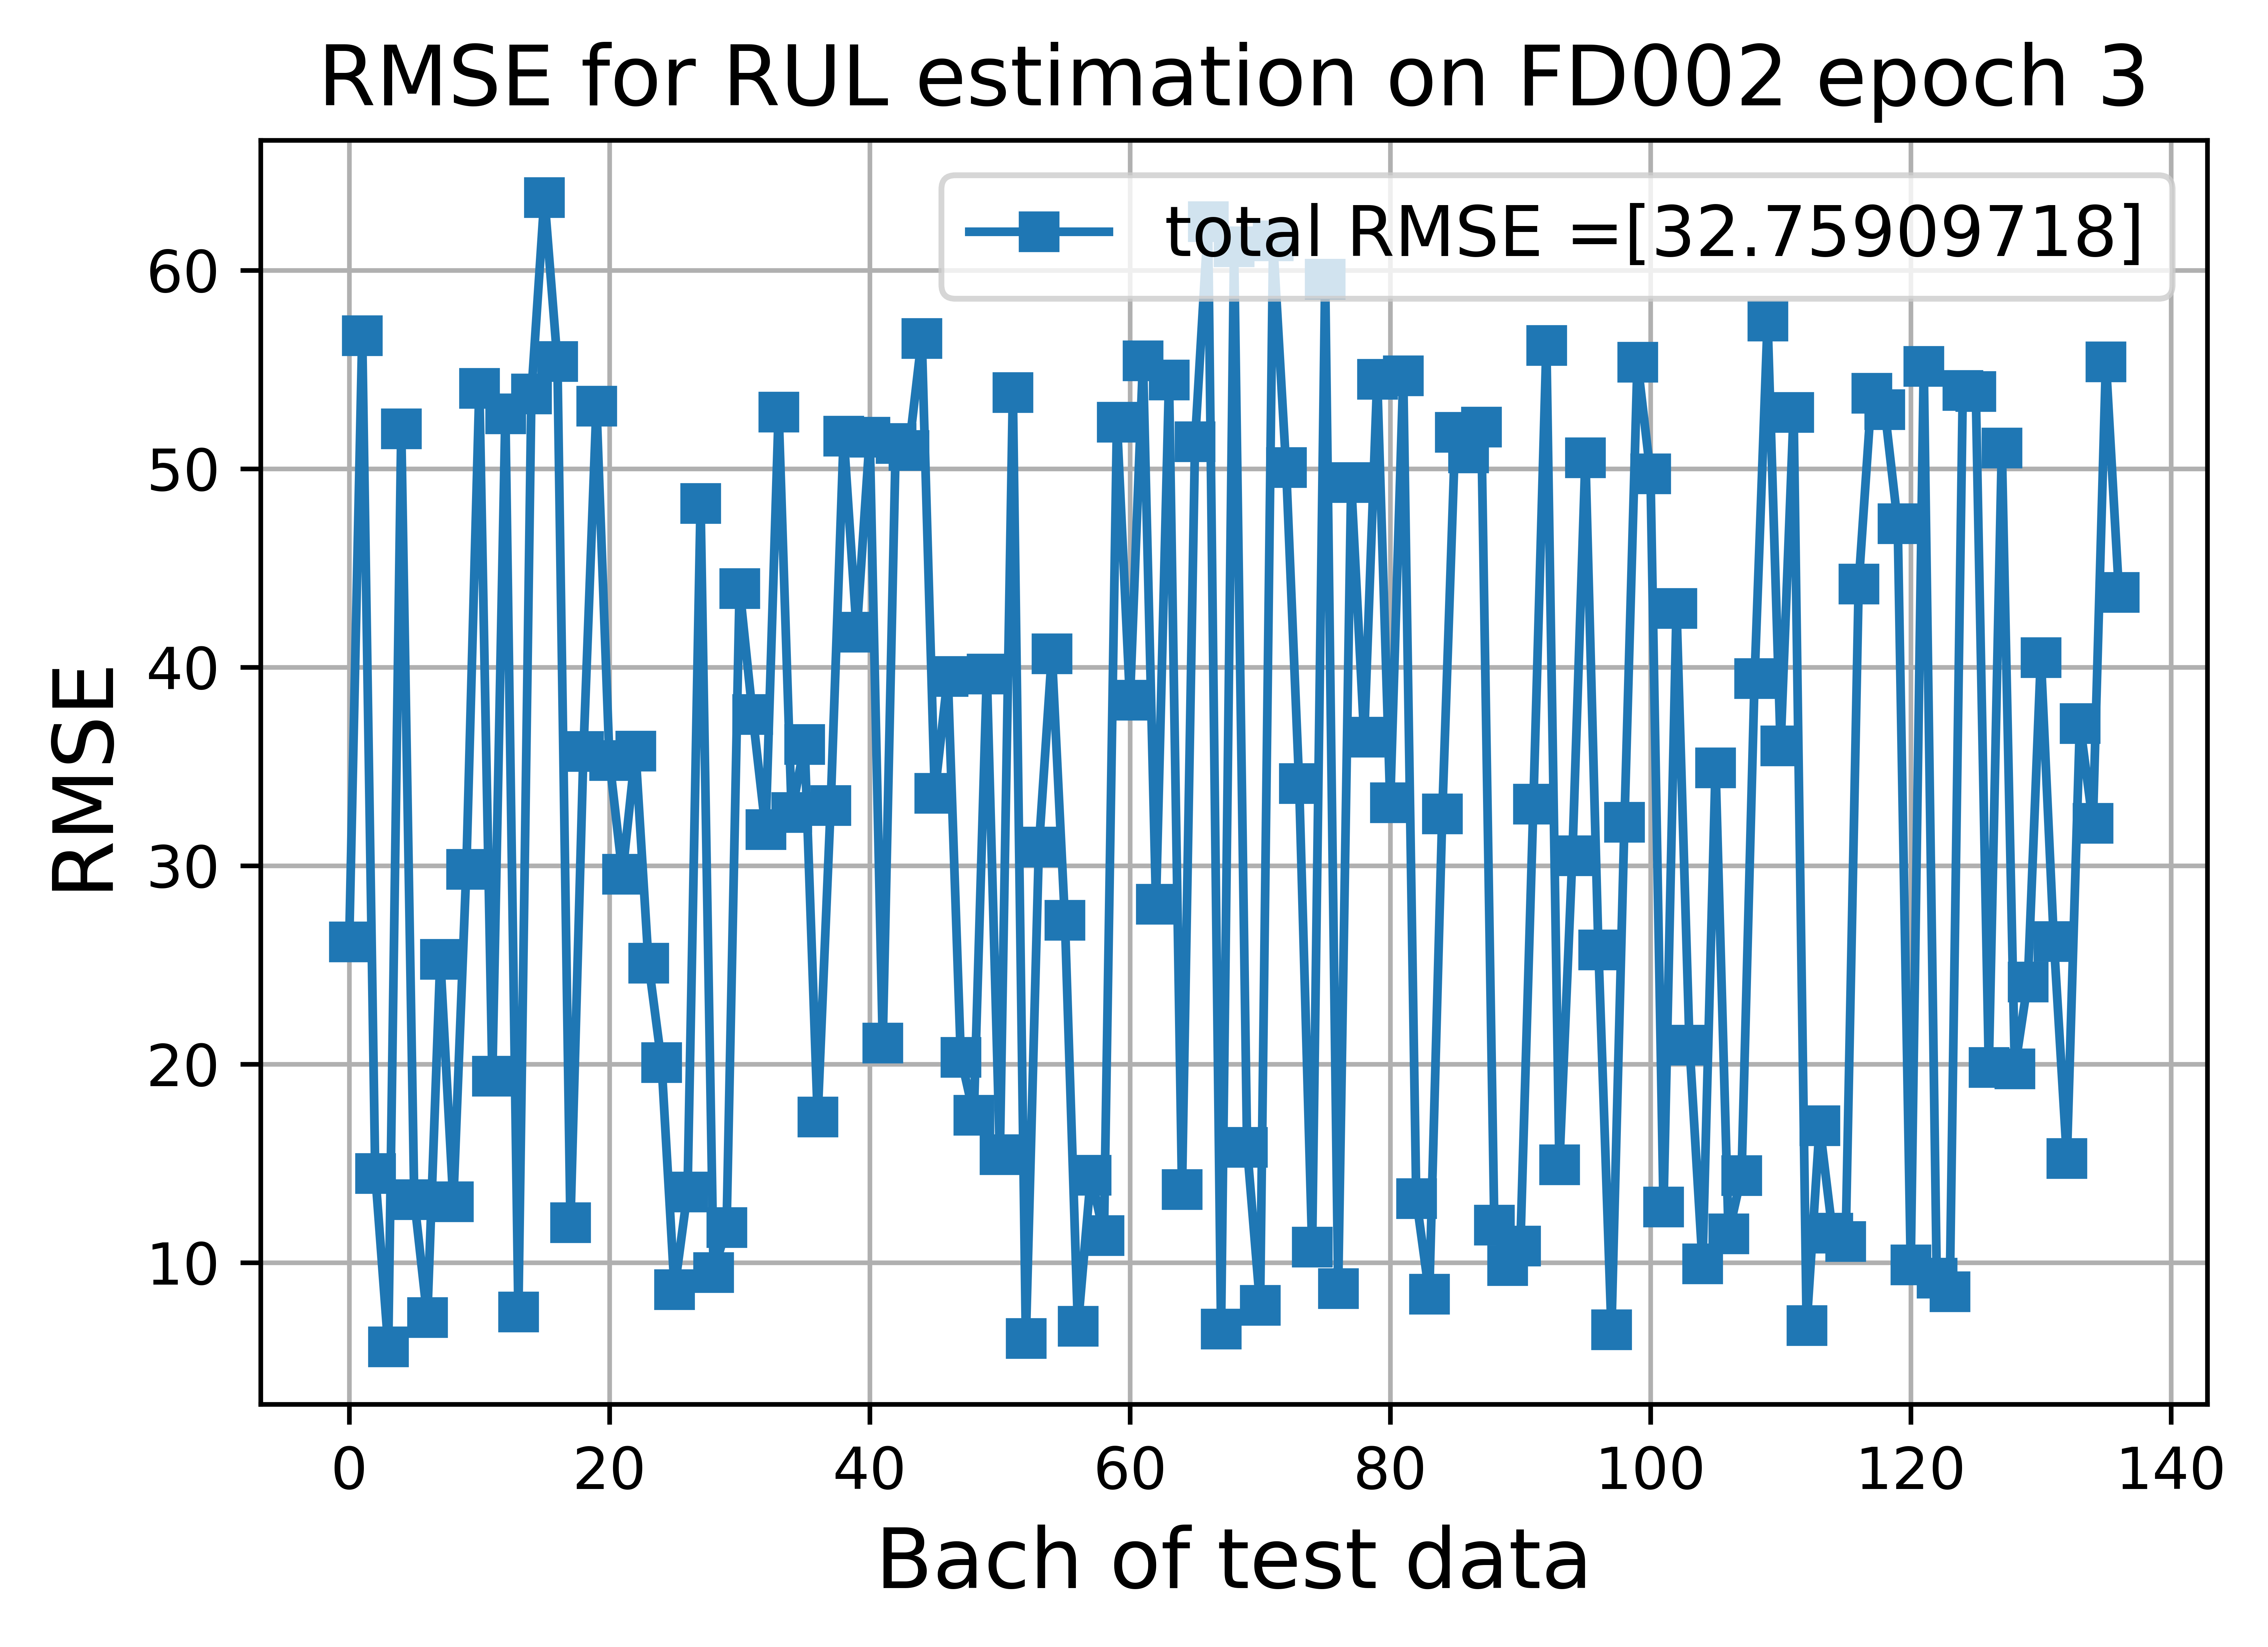 RMSE for RUL estimation on FD002 epoch 3
total RMSE =[32.75909718]
RMSE
60
50
40
30
20
10
0 20 40 60 80 100 120 140
Bach of test data